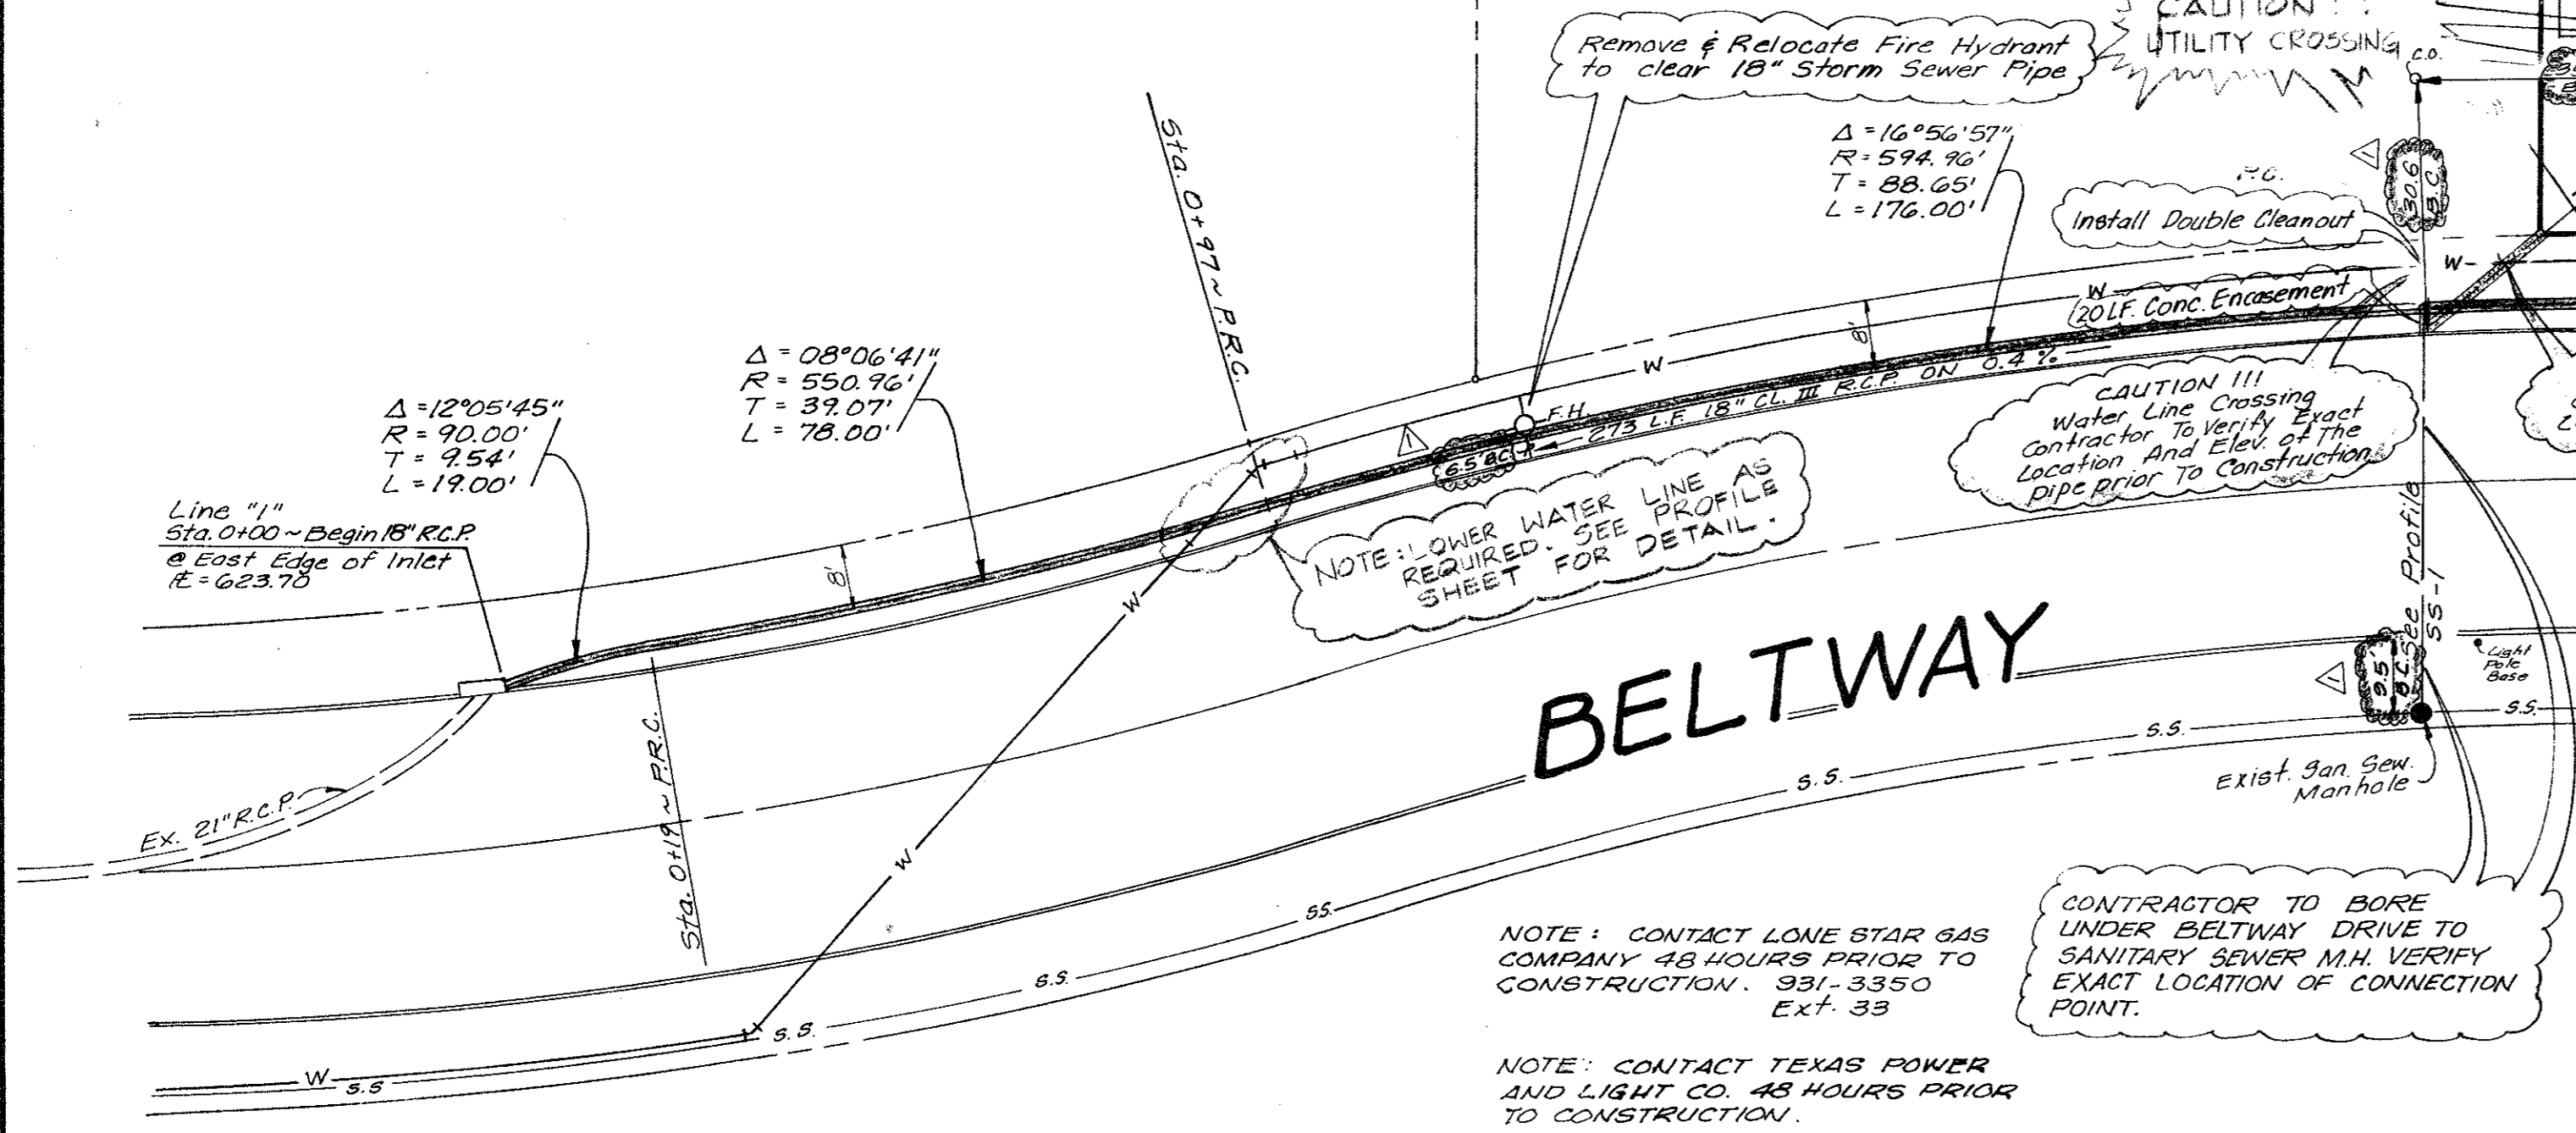 Remove & Relocate Fire Hydrant
to clear 18" Storm Sewer Pipe
CAUTION !!
UTILITY CROSSING
C.O.
Δ = 16°56'57"
R = 594.96'
T = 88.65'
L = 176.00'
P.C.
30.6
B.C.
Install Double Cleanout
Sta. 0+97 ~ P.R.C.
W
W
W
20 L.F. Conc. Encasement
8'
Δ = 08°06'41"
R = 550.96'
T = 39.07'
L = 78.00'
Δ = 12°05'45"
R = 90.00'
T = 9.54'
L = 19.00'
F.H.
273 L.F. 18" CL. III R.C.P. ON 0.4 %
1
6.5' BC
CAUTION !!!
Water Line Crossing
Contractor To Verify Exact
Location And Elev. of The
pipe prior To Construction
Line "1"
Sta. 0+00 ~ Begin 18" R.C.P.
@ East Edge of Inlet
℄ = 623.70
NOTE: LOWER WATER LINE AS
REQUIRED. SEE PROFILE
SHEET FOR DETAIL.
8'
W
See Profile
SS-1
BELTWAY
9.5'
B.C.
Light
Pole
Base
S.S.
S.S.
Exist. San. Sew.
Manhole
S.S.
Sta. 0+19 ~ P.R.C.
Ex. 21" R.C.P.
W
SS.
S.S.
S.S.
W
S.S
NOTE : CONTACT LONE STAR GAS
COMPANY 48 HOURS PRIOR TO
CONSTRUCTION. 931-3350
Ext. 33
CONTRACTOR TO BORE
UNDER BELTWAY DRIVE TO
SANITARY SEWER M.H. VERIFY
EXACT LOCATION OF CONNECTION
POINT.
NOTE: CONTACT TEXAS POWER
AND LIGHT CO. 48 HOURS PRIOR
TO CONSTRUCTION.